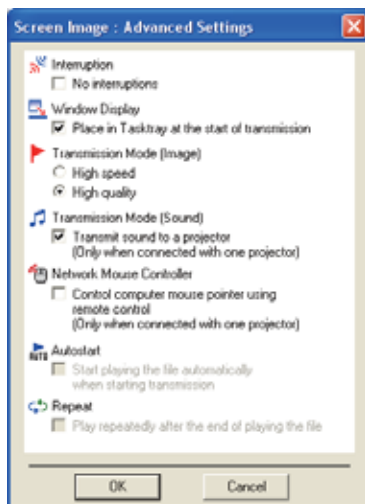 Screen Image : Advanced Settings
Interruption
No interruptions
Window Display
Place in Tasktray at the start of transmission
Transmission Mode (Image)
High speed
High quality
Transmission Mode (Sound)
Transmit sound to a projector
(Only when connected with one projector)
Network Mouse Controller
Control computer mouse pointer using
remote control
(Only when connected with one projector)
AUTO Autostart
Start playing the file automatically
when starting transmission
Repeat
Play repeatedly after the end of playing the file
OK Cancel